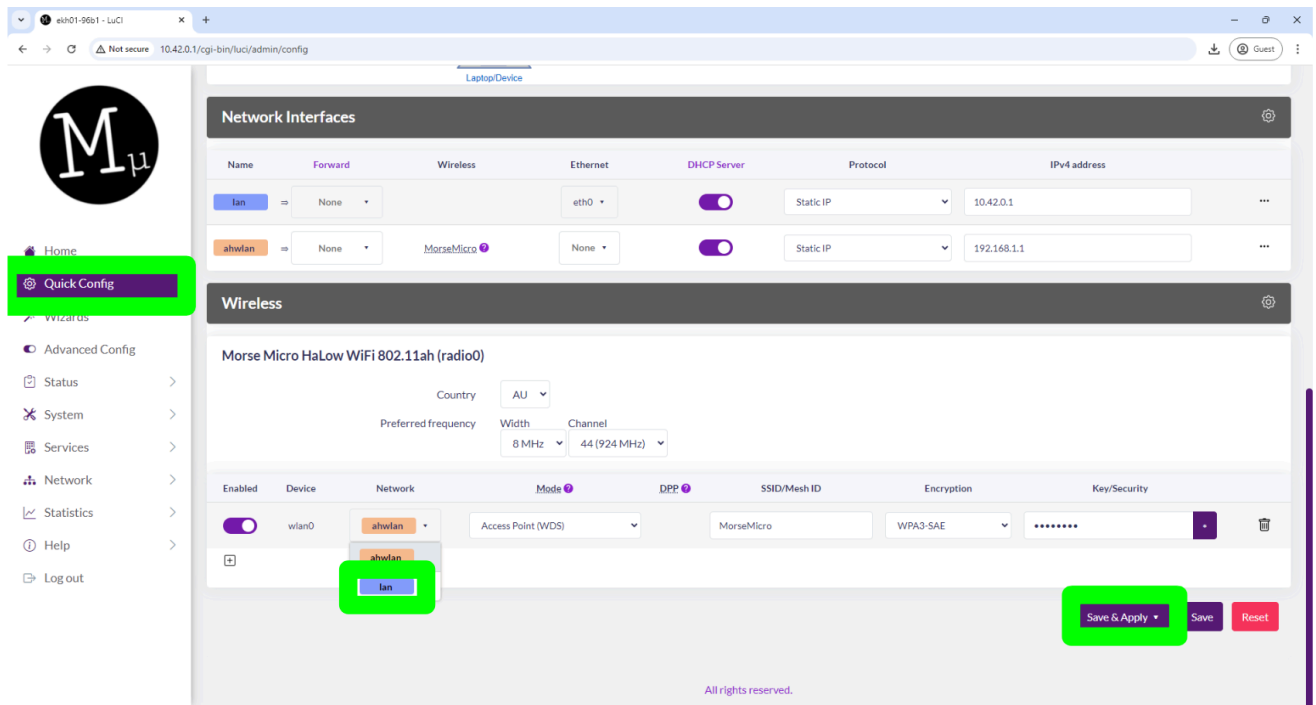 ekh01-96b1 - LuCI
Not secure 10.42.0.1/cgi-bin/luci/admin/config
Guest
Mμ
Home
Quick Config
Wizards
Advanced Config
Status
System
Services
Network
Statistics
Help
Log out
Laptop/Device
Network Interfaces
Name Forward Wireless Ethernet DHCP Server Protocol IPv4 address
lan ⇒ None eth0 Static IP 10.42.0.1
ahwlan ⇒ None MorseMicro ? None Static IP 192.168.1.1
Wireless
Morse Micro HaLow WiFi 802.11ah (radio0)
Country AU
Preferred frequency Width Channel
8 MHz 44 (924 MHz)
Enabled Device Network Mode ? DPP ? SSID/Mesh ID Encryption Key/Security
wlan0 ahwlan Access Point (WDS) MorseMicro WPA3-SAE ••••••••
ahwlan
lan
Save & Apply Save Reset
All rights reserved.